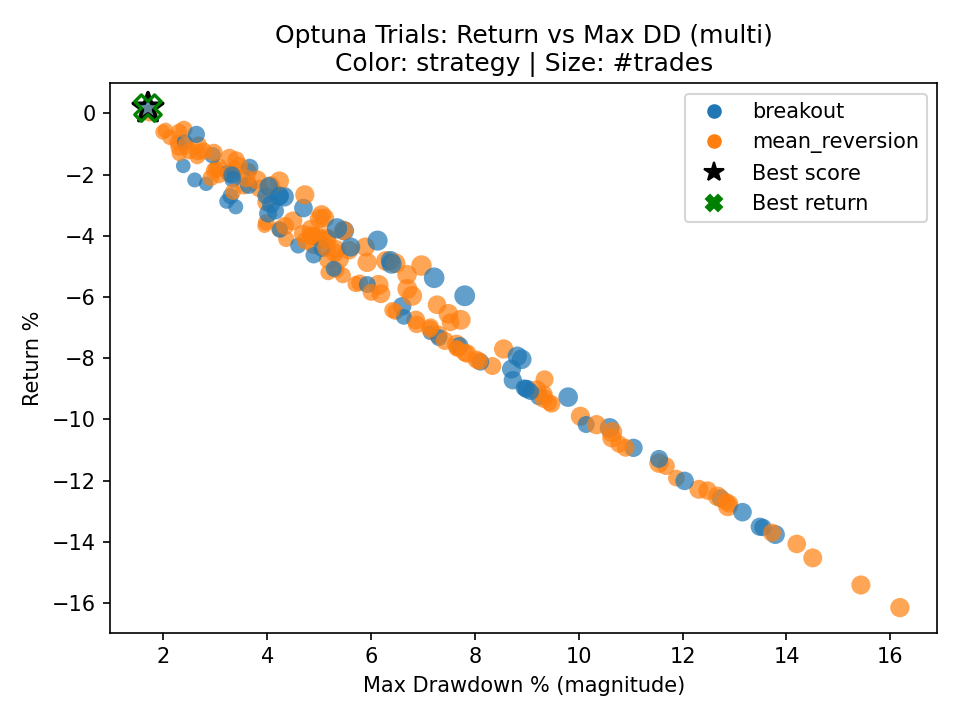 Optuna Trials: Return vs Max DD (multi)
Color: strategy | Size: #trades
breakout
mean_reversion
Best score
Best return
Return %
0
−2
−4
−6
−8
−10
−12
−14
−16
2 4 6 8 10 12 14 16
Max Drawdown % (magnitude)